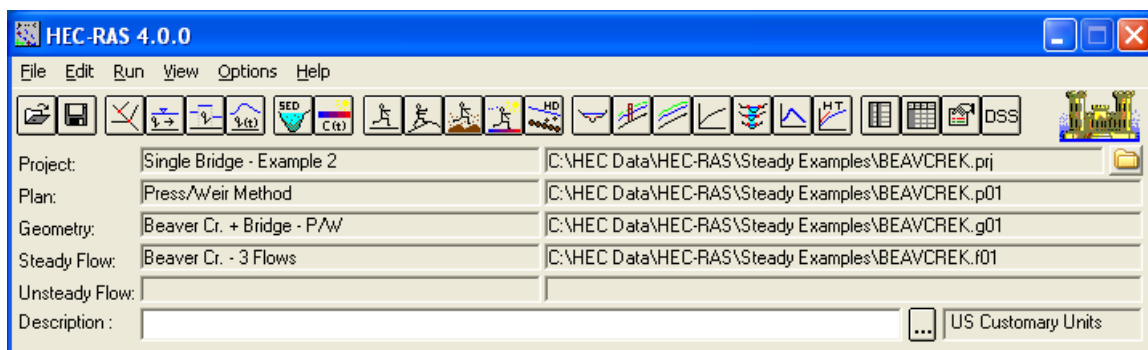 HEC-RAS 4.0.0
File Edit Run View Options Help
SED C(t) HD HT DSS
Project: Single Bridge - Example 2 C:\HEC Data\HEC-RAS\Steady Examples\BEAVCREK.prj
Plan: Press/Weir Method C:\HEC Data\HEC-RAS\Steady Examples\BEAVCREK.p01
Geometry: Beaver Cr. + Bridge - P/W C:\HEC Data\HEC-RAS\Steady Examples\BEAVCREK.g01
Steady Flow: Beaver Cr. - 3 Flows C:\HEC Data\HEC-RAS\Steady Examples\BEAVCREK.f01
Unsteady Flow:
Description : ... US Customary Units